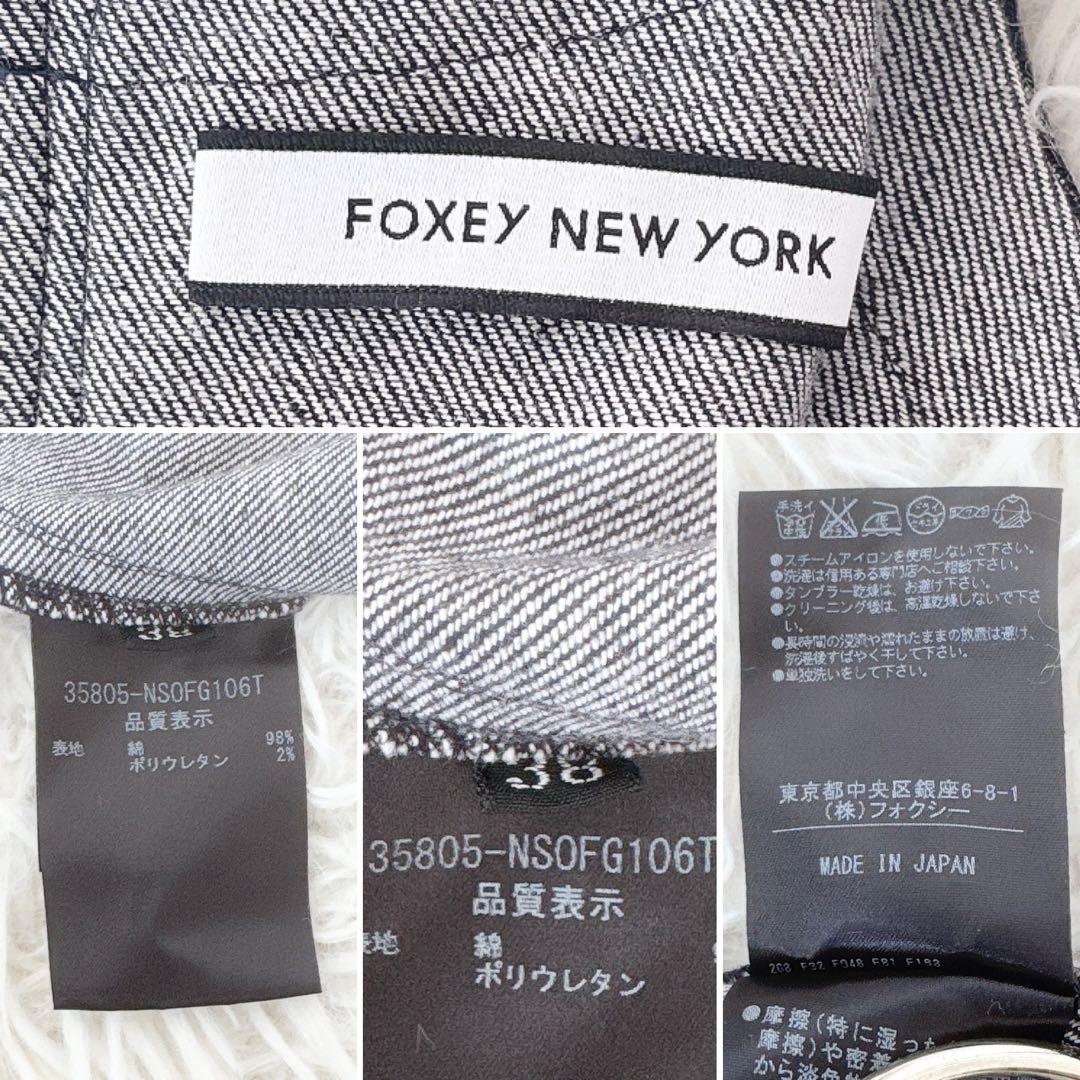 FOXEY NEW YORK
38
35805-NSOFG106T
品質表示
表地 綿 98%
ポリウレタン 2%
38
35805-NSOFG106T
品質表示
表地 綿
ポリウレタン
手洗イ 低 ドライ
●スチームアイロンを使用しないで下さい。
●洗濯は信用ある専門店へご相談下さい。
●タンブラー乾燥は、お避け下さい。
●クリーニング後は、高温乾燥しないで下さ
い。
●長時間の浸漬や濡れたままの放置は避け、
洗濯後すばやく干して下さい。
●単独洗いをして下さい。
東京都中央区銀座6-8-1
(株)フォクシー
MADE IN JAPAN
268 F32 F048 F81 F193
●摩擦(特に湿った
摩擦)や密着
から淡色